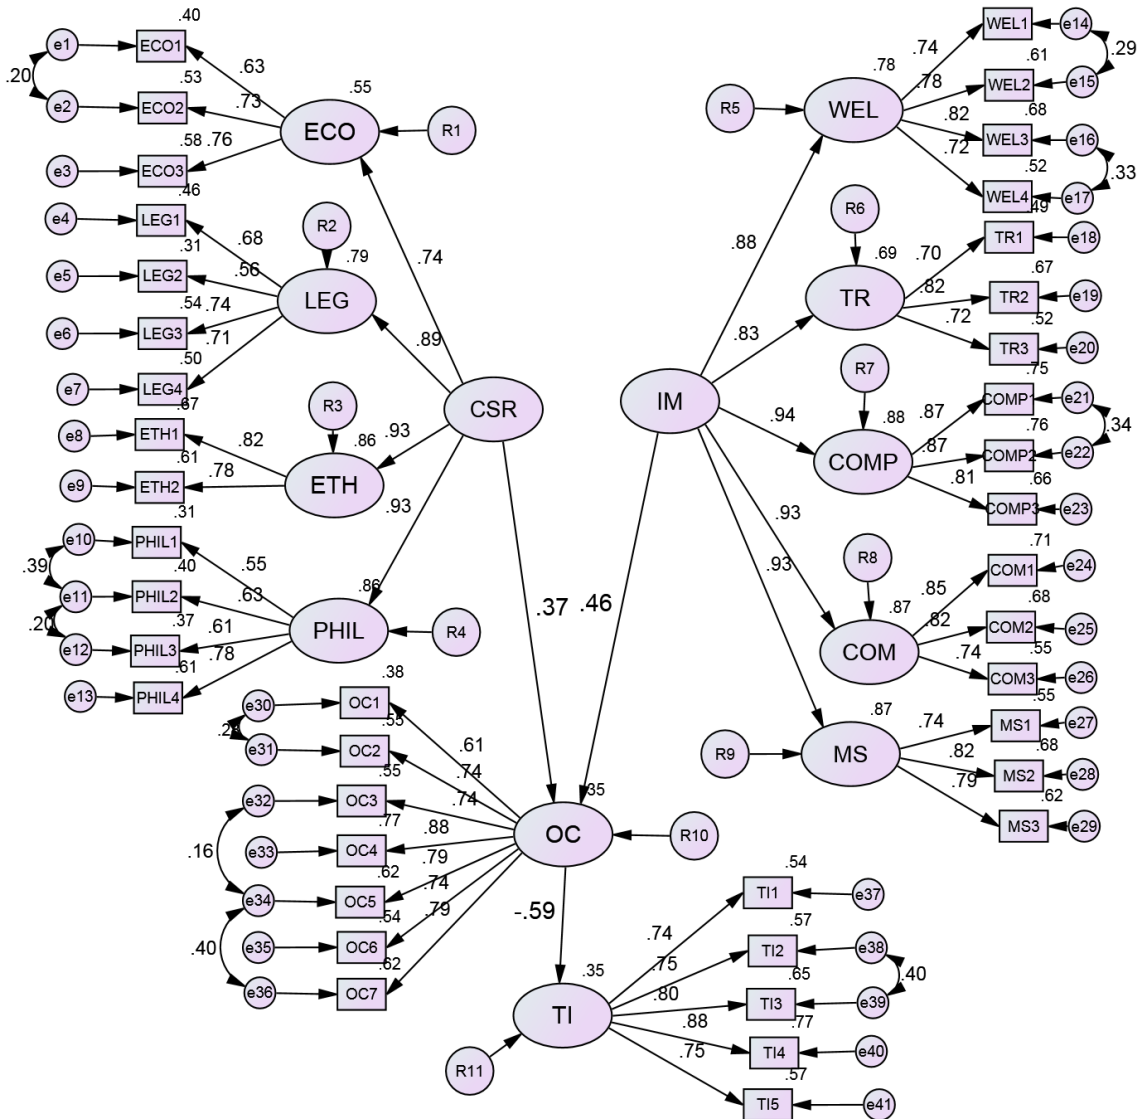 .40
e1 ECO1 .63
.20 .53 .55
e2 ECO2 .73 ECO R1
.58 .76
e3 ECO3
.46
e4 LEG1 .68 R2
.31 .79 .74
e5 LEG2 .56 LEG
.54 .74
e6 LEG3 .71 .89
.50
e7 LEG4
.67 R3 CSR
e8 ETH1 .82 .86 .93
.61 .78 ETH
e9 ETH2
.31 .93
e10 PHIL1 .55
.39 .40 .86
e11 PHIL2 .63 PHIL R4
.20 .37 .61
e12 PHIL3 .78
.61
e13 PHIL4
WEL1 e14
.78 .74 .61 .29
R5 WEL .78 WEL2 e15
.82 .68
.72 WEL3 e16
.52 .33
.88 WEL4 e17
R6 .49
.69 .70 TR1 e18
TR .82 .67
TR2 e19
.83 .72 .52
TR3 e20
R7 .75
IM .88 .87 COMP1 e21
.94 .87 .76 .34
COMP COMP2 e22
.81 .66
COMP3 e23
.93 R8 .71
.93 .85 COM1 e24
.87 .82 .68
COM COM2 e25
.74 .55
COM3 e26
.55
.87 .74 MS1 e27
R9 MS .82 .68
.79 MS2 e28
.62
MS3 e29
.37 .46
.38
e30 OC1
.55 .61
e31 OC2 .74
.55 .74 .35
e32 OC3 OC R10
.77 .88
.16 e33 OC4 .79
.62
e34 OC5 .74
.54 .79 -.59
.40 e35 OC6
.62
e36 OC7
.54
.74 TI1 e37
.57
.35 .75 TI2 e38
.65 .40
TI .80 TI3 e39
.77
R11 .88 TI4 e40
.57
.75 TI5 e41